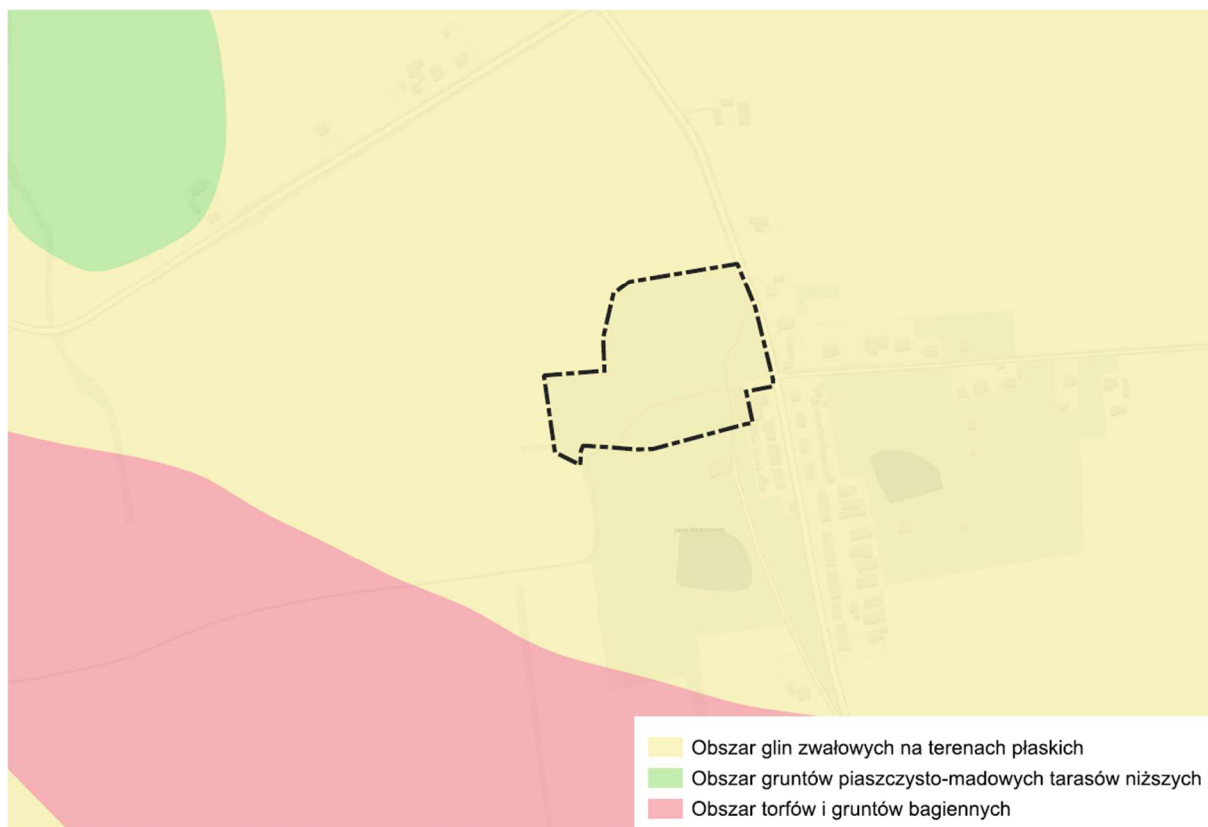 Obszar glin zwałowych na terenach płaskich
Obszar gruntów piaszczysto-madowych tarasów niższych
Obszar torfów i gruntów bagiennych